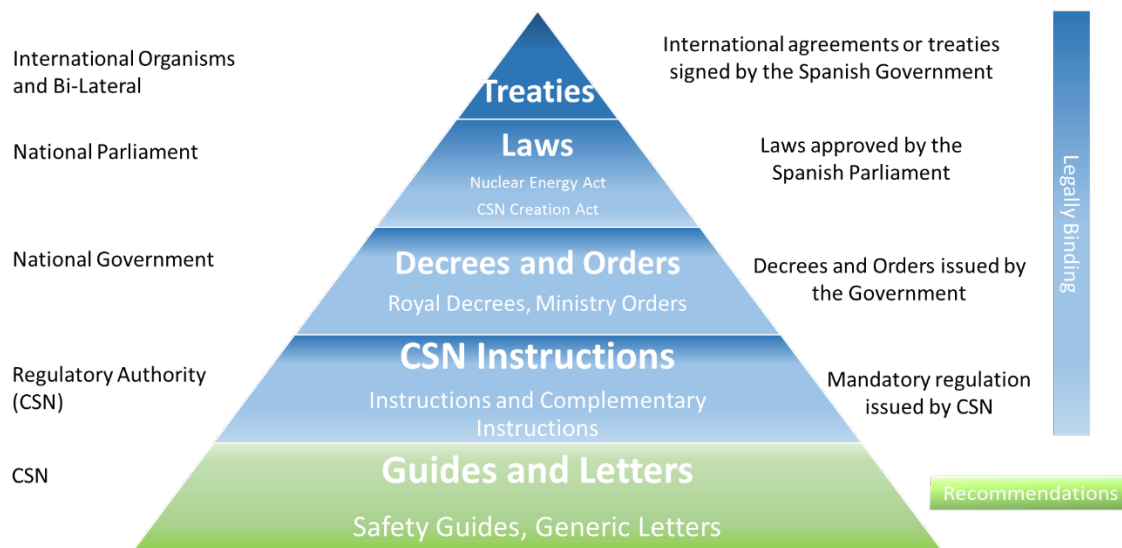 International Organisms
and Bi-Lateral
Treaties
International agreements or treaties
signed by the Spanish Government
National Parliament
Laws
Nuclear Energy Act
CSN Creation Act
Laws approved by the
Spanish Parliament
National Government
Decrees and Orders
Royal Decrees, Ministry Orders
Decrees and Orders issued by
the Government
Regulatory Authority
(CSN)
CSN Instructions
Instructions and Complementary
Instructions
Mandatory regulation
issued by CSN
Legally Binding
CSN
Guides and Letters
Safety Guides, Generic Letters
Recommendations